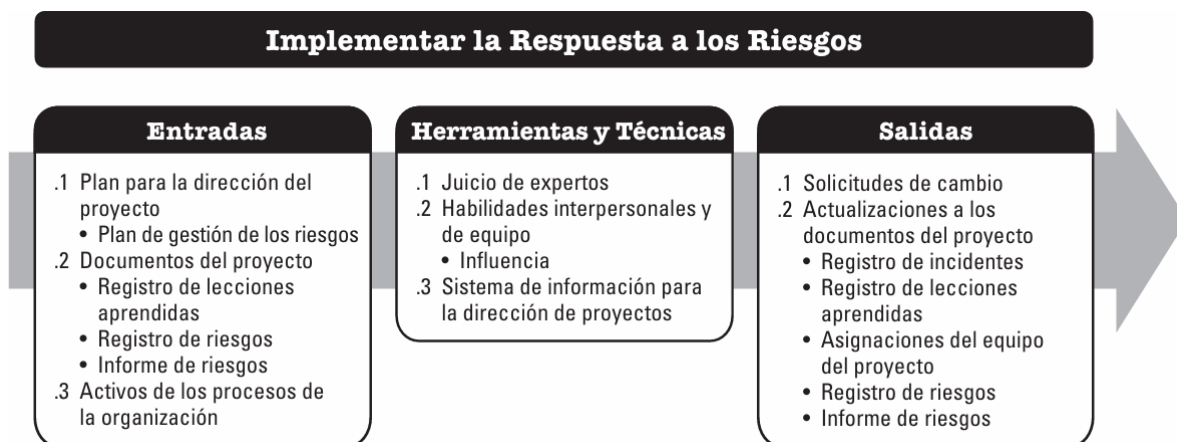 Implementar la Respuesta a los Riesgos
Entradas
.1 Plan para la dirección del
proyecto
• Plan de gestión de los riesgos
.2 Documentos del proyecto
• Registro de lecciones
aprendidas
• Registro de riesgos
• Informe de riesgos
.3 Activos de los procesos de
la organización
Herramientas y Técnicas
.1 Juicio de expertos
.2 Habilidades interpersonales y
de equipo
• Influencia
.3 Sistema de información para
la dirección de proyectos
Salidas
.1 Solicitudes de cambio
.2 Actualizaciones a los
documentos del proyecto
• Registro de incidentes
• Registro de lecciones
aprendidas
• Asignaciones del equipo
del proyecto
• Registro de riesgos
• Informe de riesgos